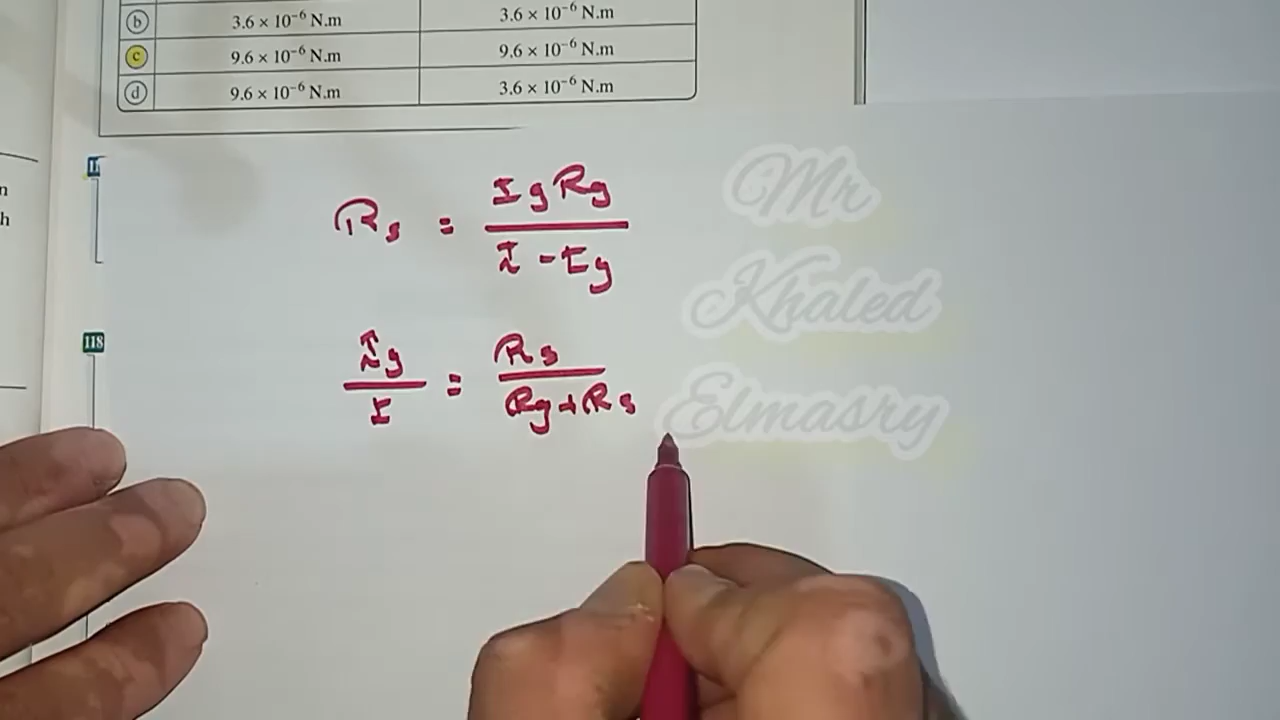 b 3.6 × 10⁻⁶ N.m 3.6 × 10⁻⁶ N.m
c 9.6 × 10⁻⁶ N.m 9.6 × 10⁻⁶ N.m
d 9.6 × 10⁻⁶ N.m 3.6 × 10⁻⁶ N.m
n
h
Rs = IgRg / I - Ig
118
Ig / I = Rs / Rg + Rs
Mr
Khaled
Elmasry